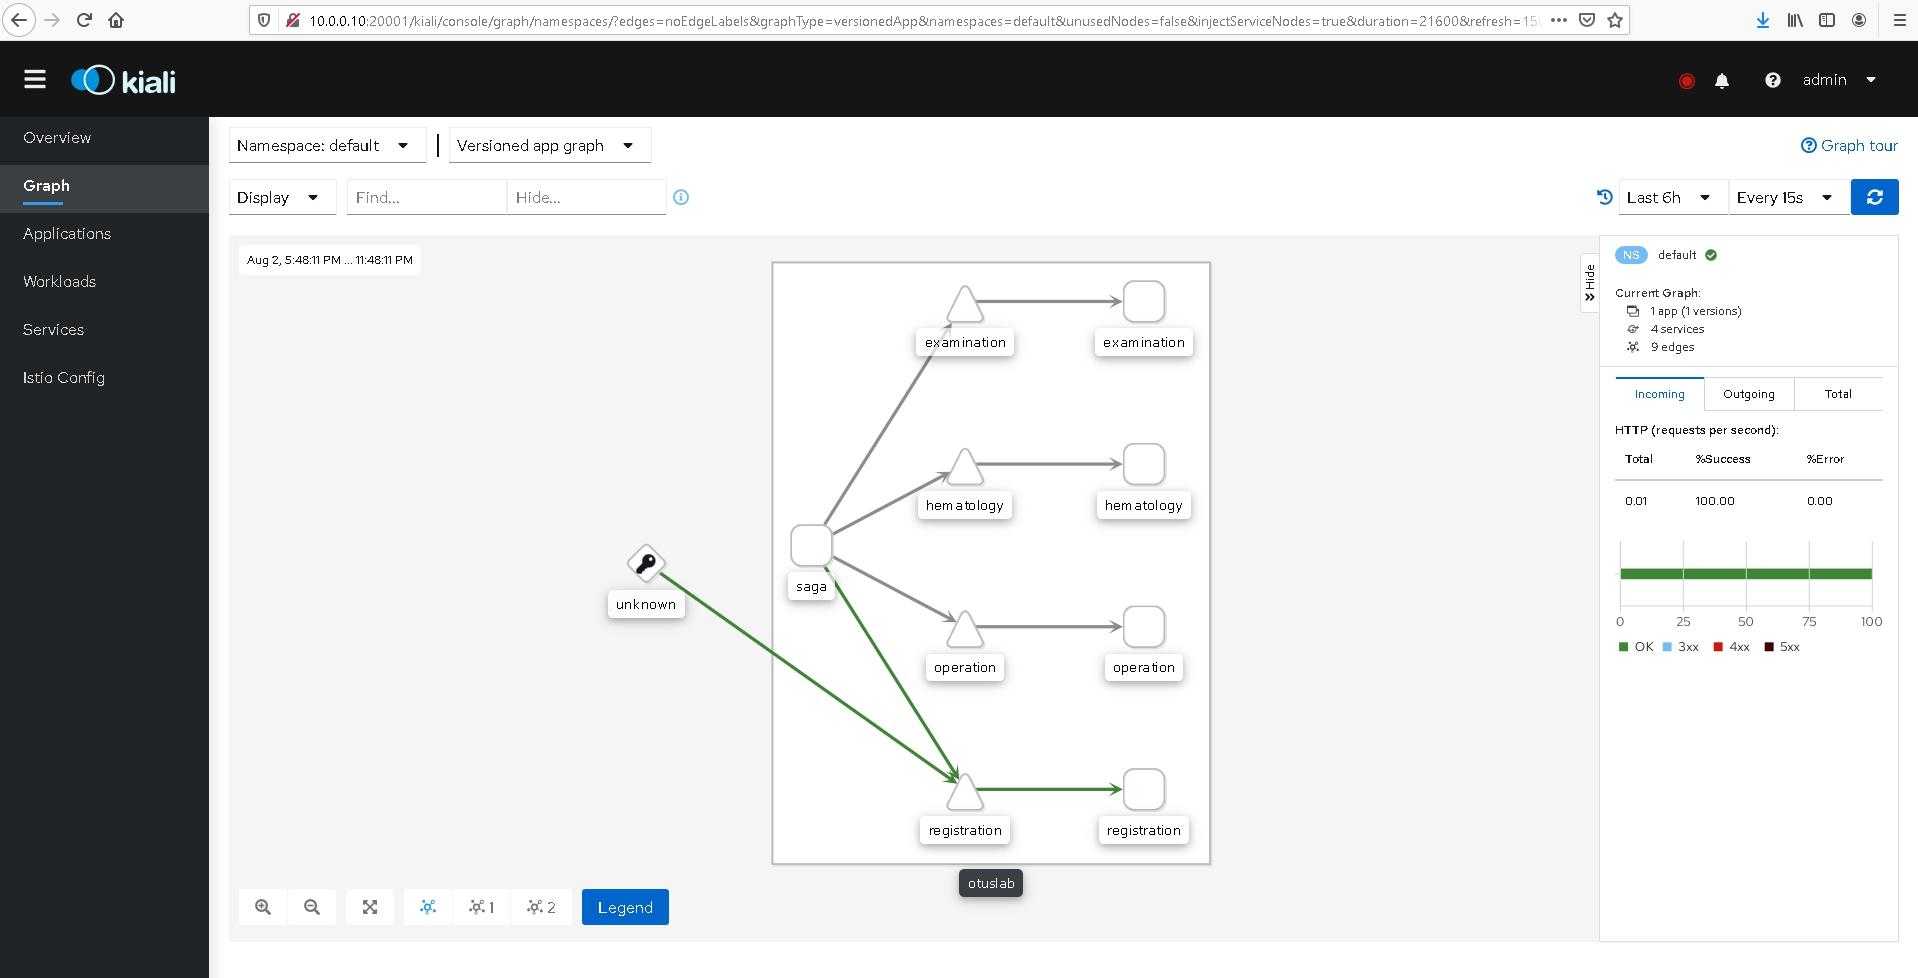 10.0.0.10:20001/kiali/console/graph/namespaces/?edges=noEdgeLabels&graphType=versionedApp&namespaces=default&unusedNodes=false&injectServiceNodes=true&duration=21600&refresh=150
kiali
admin
Overview
Graph
Applications
Workloads
Services
Istio Config
Namespace: default
Versioned app graph
Graph tour
Display
Find...
Hide...
Last 6h
Every 15s
Aug 2, 5:48:11 PM ... 11:48:11 PM
examination
examination
hematology
hematology
saga
unknown
operation
operation
registration
registration
otuslab
1
2
Legend
Hide
NS default
Current Graph:
1 app (1 versions)
4 services
9 edges
Incoming Outgoing Total
HTTP (requests per second):
Total %Success %Error
0.01 100.00 0.00
0 25 50 75 100
OK 3xx 4xx 5xx